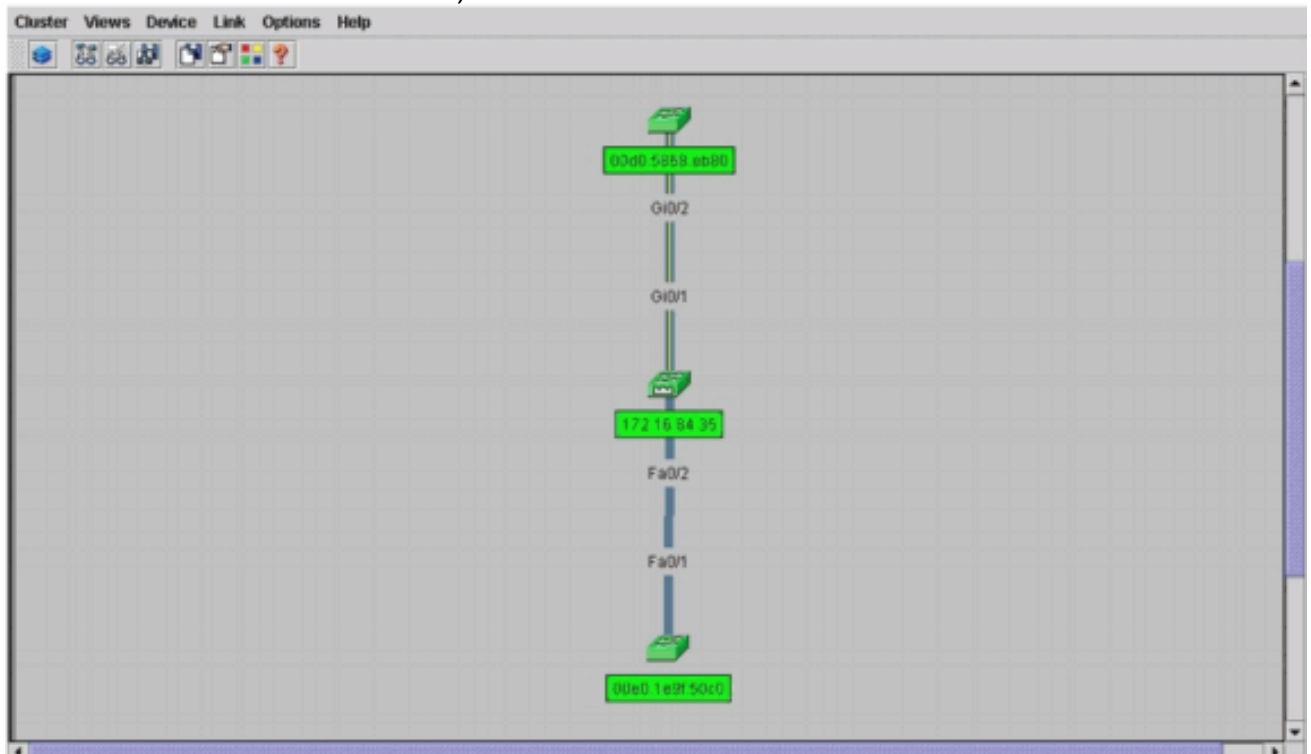 Cluster Views Device Link Options Help
00d0.5868.eb80
Gi0/2
Gi0/1
172.16.84.35
Fa0/2
Fa0/1
00e0.1e9f.50c0